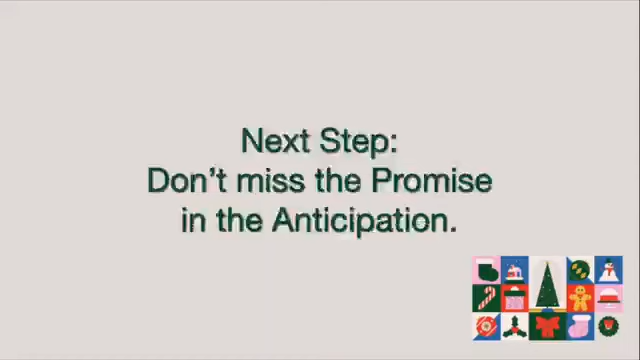 Next Step:
Don’t miss the Promise
in the Anticipation.